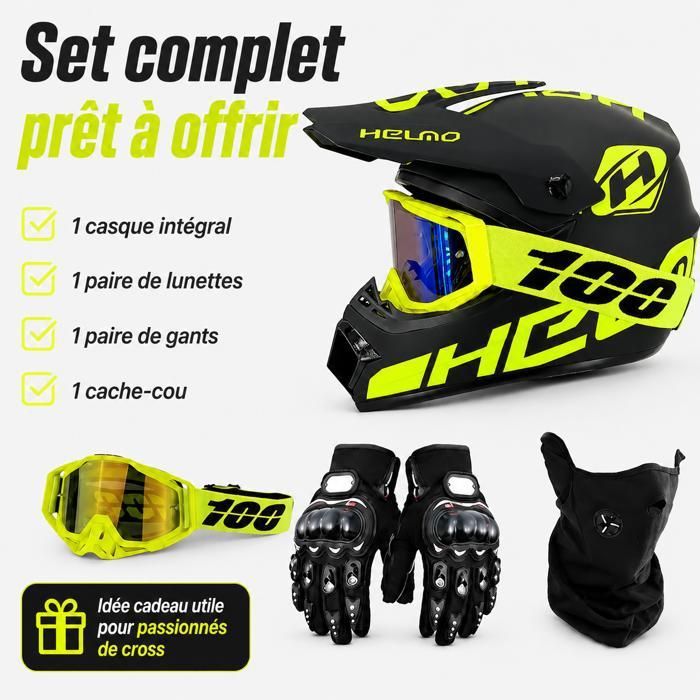 Set complet
prêt à offrir
1 casque intégral
1 paire de lunettes
1 paire de gants
1 cache-cou
HELMO
H
100
HEL
100
Idée cadeau utile
pour passionnés
de cross